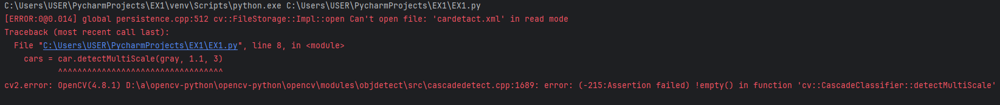 C:\Users\USER\PycharmProjects\EX1\venv\Scripts\python.exe C:\Users\USER\PycharmProjects\EX1\EX1.py
[ERROR:0@0.014] global persistence.cpp:512 cv::FileStorage::Impl::open Can't open file: 'cardetact.xml' in read mode
Traceback (most recent call last):
  File "C:\Users\USER\PycharmProjects\EX1\EX1.py", line 8, in <module>
    cars = car.detectMultiScale(gray, 1.1, 3)
           ^^^^^^^^^^^^^^^^^^^^^^^^^^^^^^^^^^
cv2.error: OpenCV(4.8.1) D:\a\opencv-python\opencv-python\opencv\modules\objdetect\src\cascadedetect.cpp:1689: error: (-215:Assertion failed) !empty() in function 'cv::CascadeClassifier::detectMultiScale'